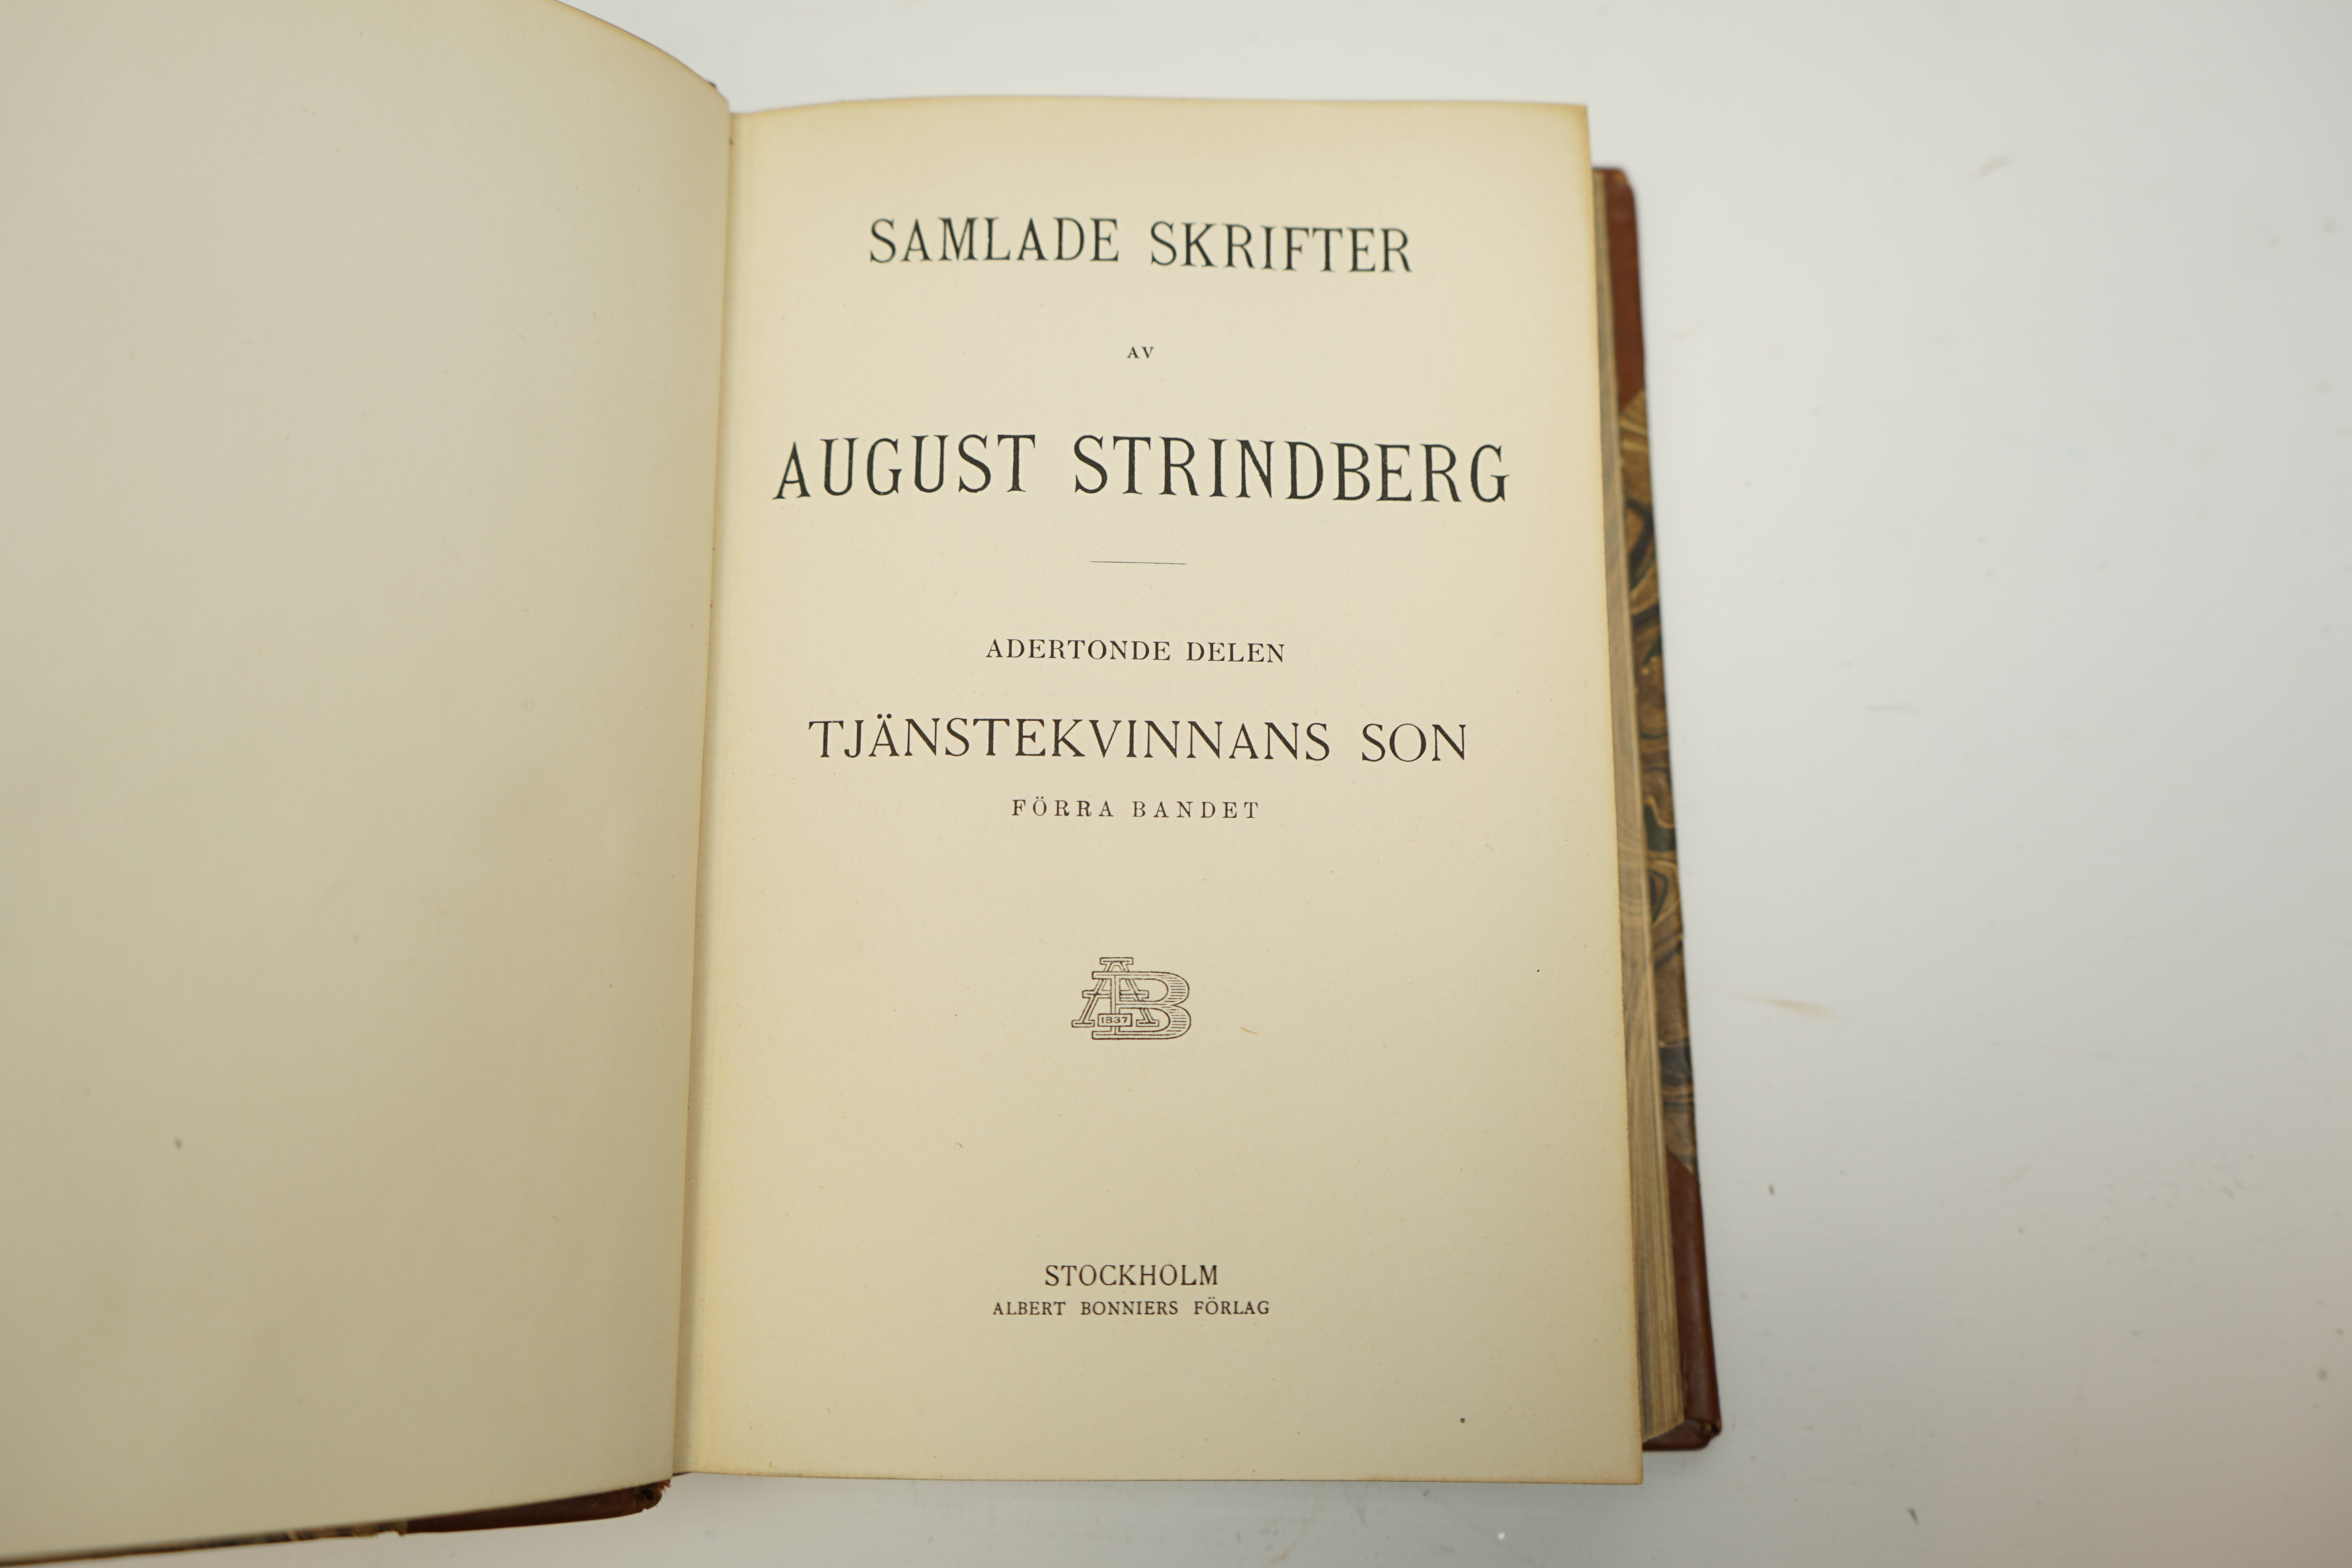 SAMLADE SKRIFTER
AV
AUGUST STRINDBERG
ADERTONDE DELEN
TJÄNSTEKVINNANS SON
FÖRRA BANDET
AB
1837
STOCKHOLM
ALBERT BONNIERS FÖRLAG